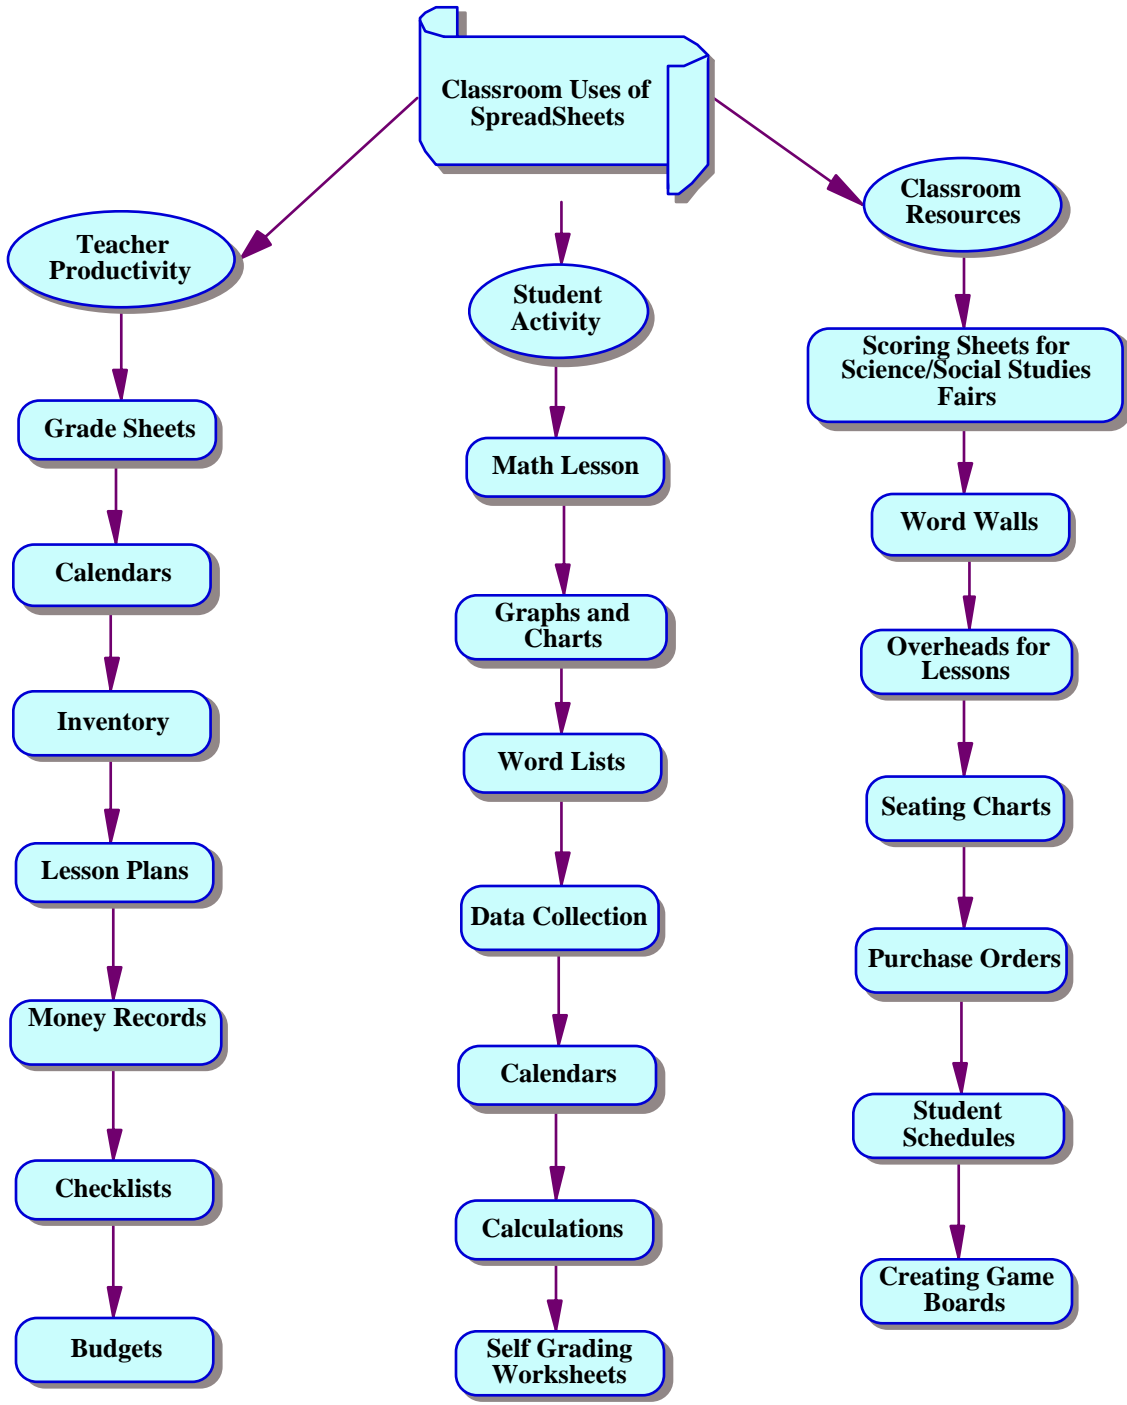 Classroom Uses of
SpreadSheets
Teacher
Productivity
Grade Sheets
Calendars
Inventory
Lesson Plans
Money Records
Checklists
Budgets
Student
Activity
Math Lesson
Graphs and
Charts
Word Lists
Data Collection
Calendars
Calculations
Self Grading
Worksheets
Classroom
Resources
Scoring Sheets for
Science/Social Studies
Fairs
Word Walls
Overheads for
Lessons
Seating Charts
Purchase Orders
Student
Schedules
Creating Game
Boards